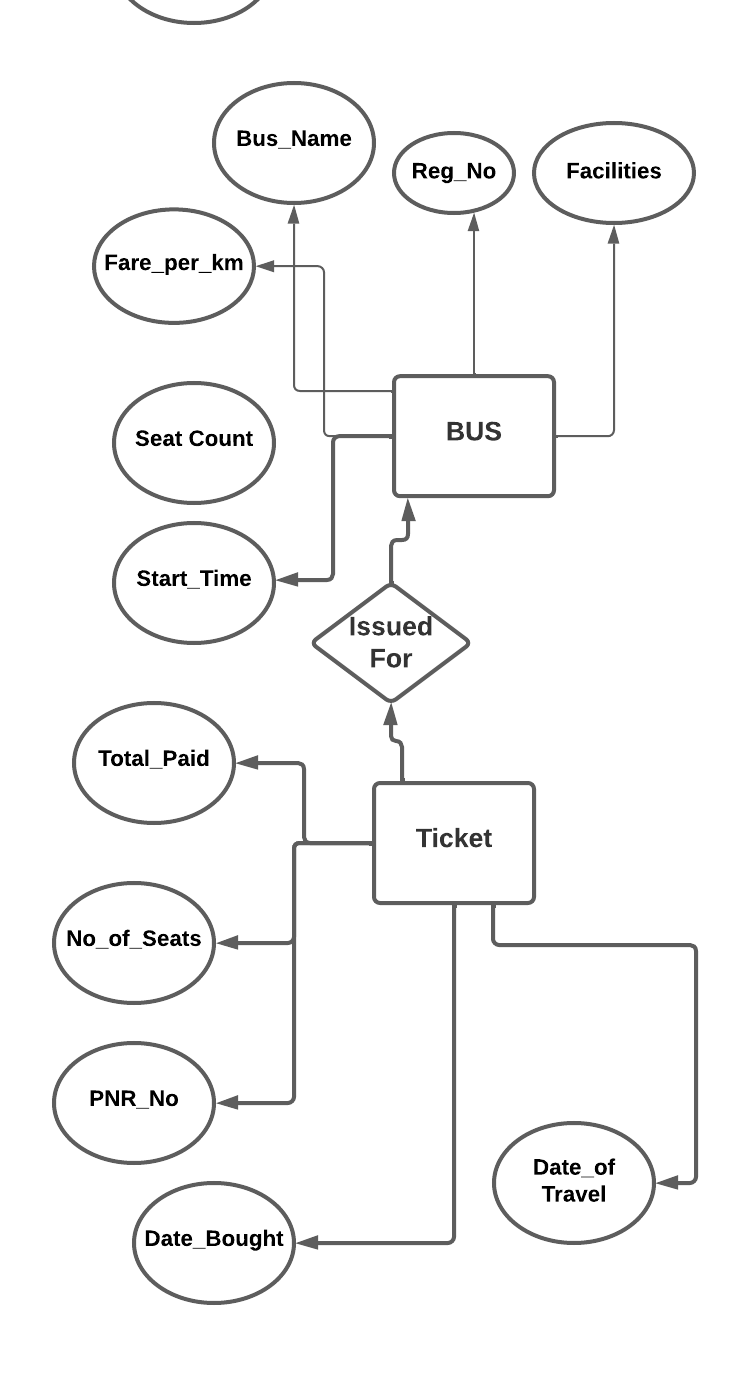 Bus_Name
Reg_No
Facilities
Fare_per_km
BUS
Seat Count
Start_Time
Issued
For
Total_Paid
Ticket
No_of_Seats
PNR_No
Date_of
Travel
Date_Bought